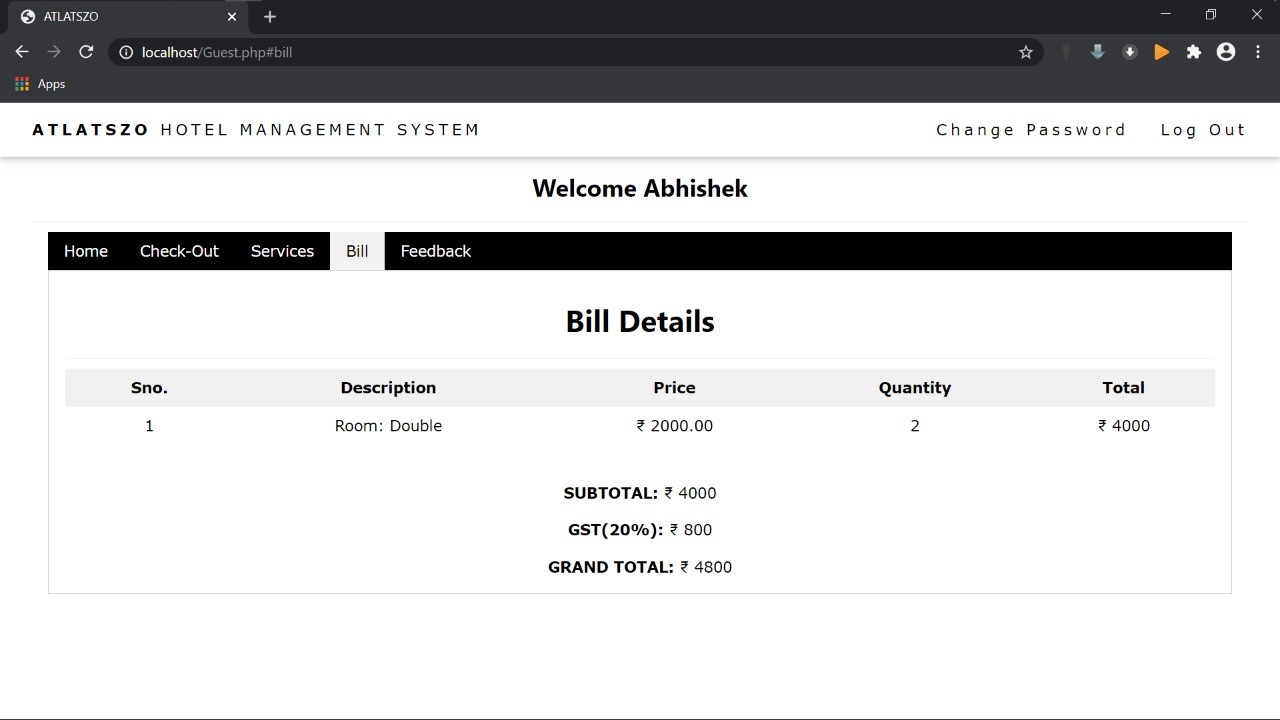 ATLATSZO
localhost/Guest.php#bill
Apps
ATLATSZO HOTEL MANAGEMENT SYSTEM Change Password Log Out
Welcome Abhishek
Home Check-Out Services Bill Feedback
Bill Details
Sno. Description Price Quantity Total
1 Room: Double ₹ 2000.00 2 ₹ 4000
SUBTOTAL: ₹ 4000
GST(20%): ₹ 800
GRAND TOTAL: ₹ 4800